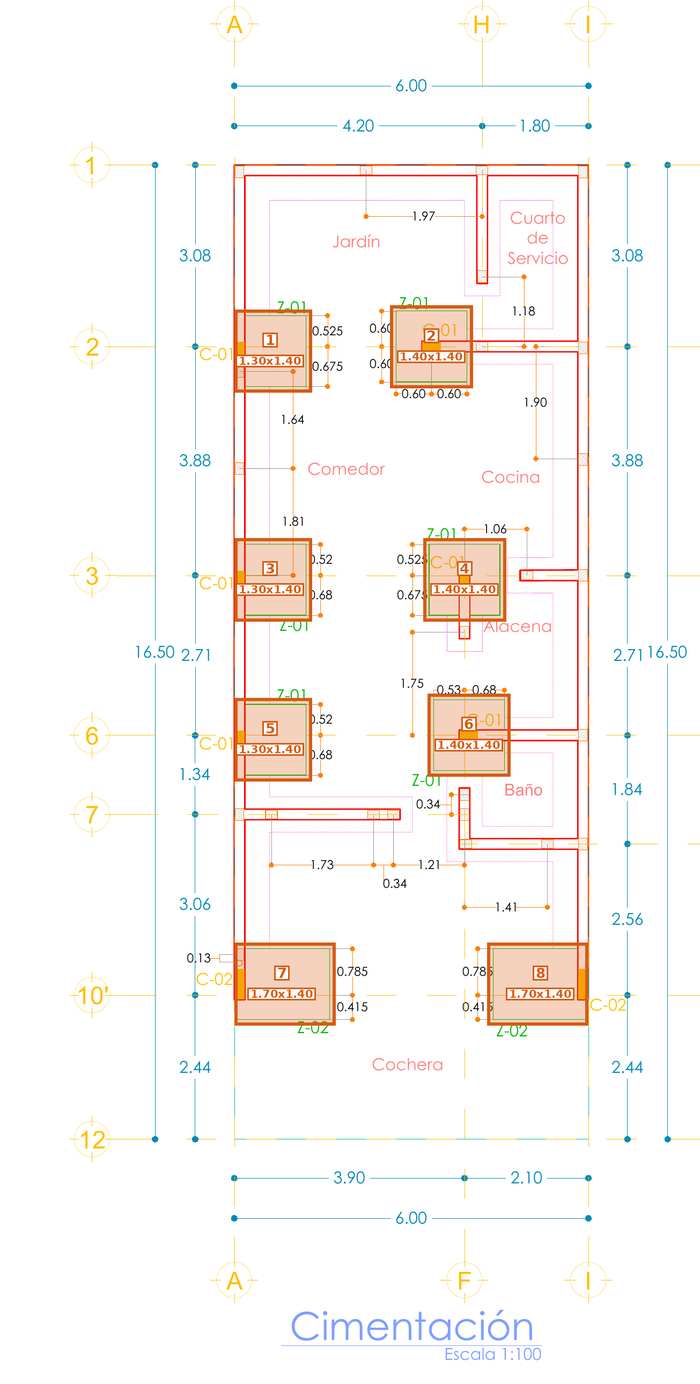 A H I
6.00
4.20 1.80
1
3.08
3.08
1.97
Jardín
Cuarto
de
Servicio
1.18
Z-01
Z-01
0.525
0.60
C-01
1
2
2
C-01
1.30x1.40
1.40x1.40
0.675
0.60
0.60 0.60
1.90
1.64
3.88
Comedor
Cocina
3.88
1.81
1.06
Z-01
0.52
0.525
C-01
3
3
4
C-01
1.30x1.40
1.40x1.40
0.68
0.675
Z-01
Alacena
16.50
2.71
2.71
16.50
1.75
0.53 0.68
Z-01
0.52
C-01
6
5
6
C-01
1.30x1.40
1.40x1.40
0.68
1.34
Z-01
Baño
1.84
0.34
7
1.73
1.21
0.34
3.06
1.41
2.56
0.13
7
8
0.785
0.785
C-02
1.70x1.40
1.70x1.40
10'
0.415
0.415
C-02
Z-02
Z-02
2.44
Cochera
2.44
12
3.90 2.10
6.00
A F I
Cimentación
Escala 1:100